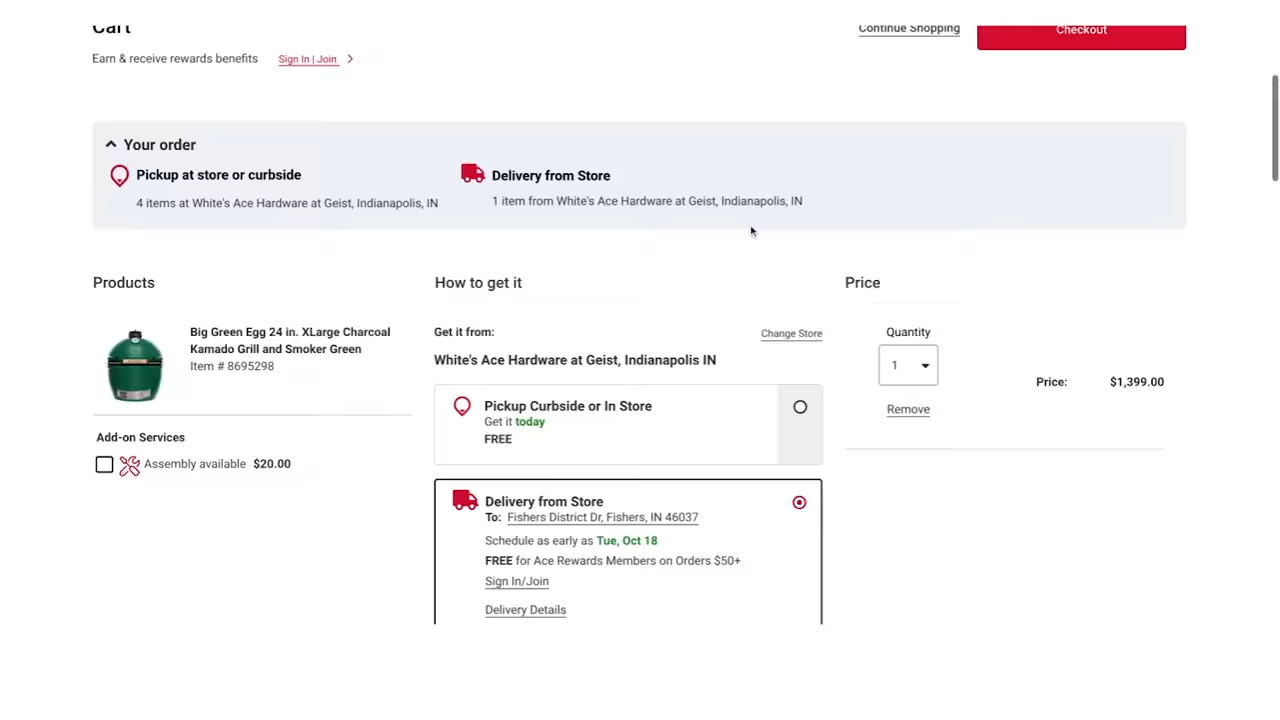 Cart
Continue Shopping
Checkout
Earn & receive rewards benefits Sign In | Join
Your order
Pickup at store or curbside
4 items at White's Ace Hardware at Geist, Indianapolis, IN
Delivery from Store
1 item from White's Ace Hardware at Geist, Indianapolis, IN
Products
How to get it
Price
Big Green Egg 24 in. XLarge Charcoal
Kamado Grill and Smoker Green
Item # 8695298
Add-on Services
Assembly available $20.00
Get it from:
Change Store
White's Ace Hardware at Geist, Indianapolis IN
Pickup Curbside or In Store
Get it today
FREE
Delivery from Store
To: Fishers District Dr, Fishers, IN 46037
Schedule as early as Tue, Oct 18
FREE for Ace Rewards Members on Orders $50+
Sign In/Join
Delivery Details
Quantity
1
Remove
Price: $1,399.00